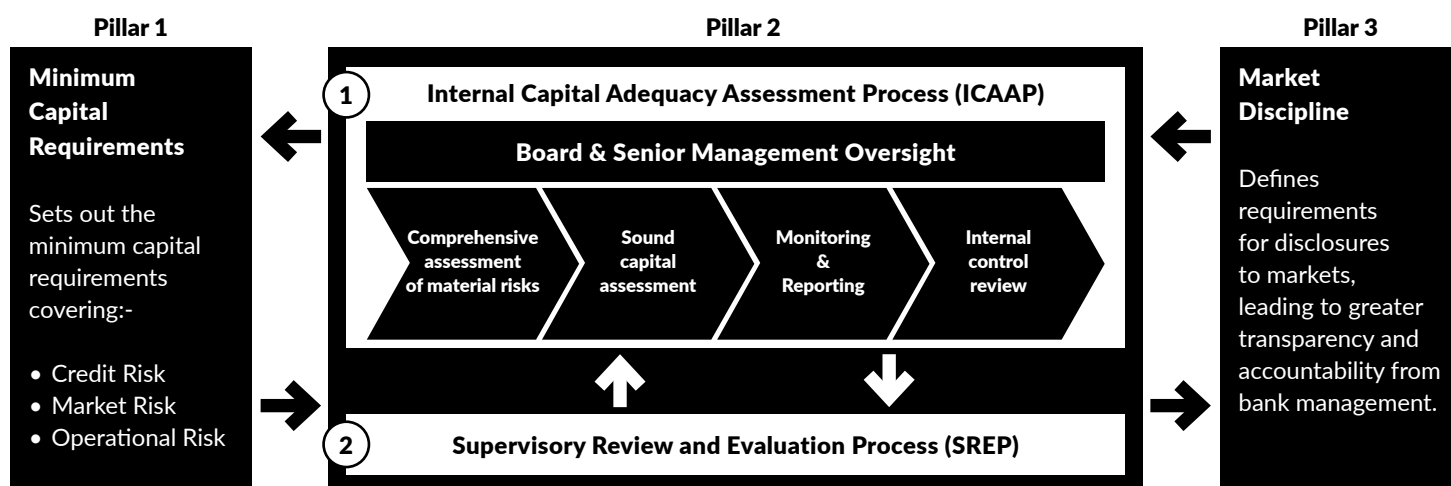 Pillar 1
Minimum
Capital
Requirements
Sets out the
minimum capital
requirements
covering:-
• Credit Risk
• Market Risk
• Operational Risk
Pillar 2
1
Internal Capital Adequacy Assessment Process (ICAAP)
Board & Senior Management Oversight
Comprehensive
assessment
of material risks
Sound
capital
assessment
Monitoring
&
Reporting
Internal
control
review
2
Supervisory Review and Evaluation Process (SREP)
Pillar 3
Market
Discipline
Defines
requirements
for disclosures
to markets,
leading to greater
transparency and
accountability from
bank management.